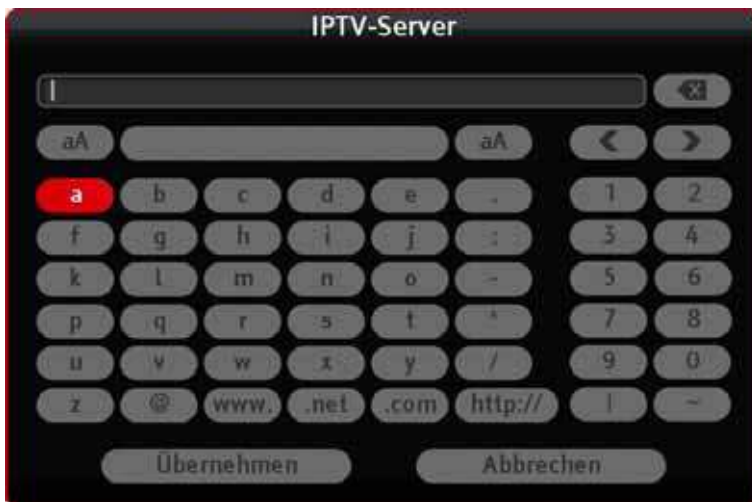 IPTV-Server
aA aA
a b c d e . 1 2
f g h i j : 3 4
k l m n o - 5 6
p q r s t 7 8
u v w x y / 9 0
z @ www. .net .com http:// | ~
Übernehmen Abbrechen